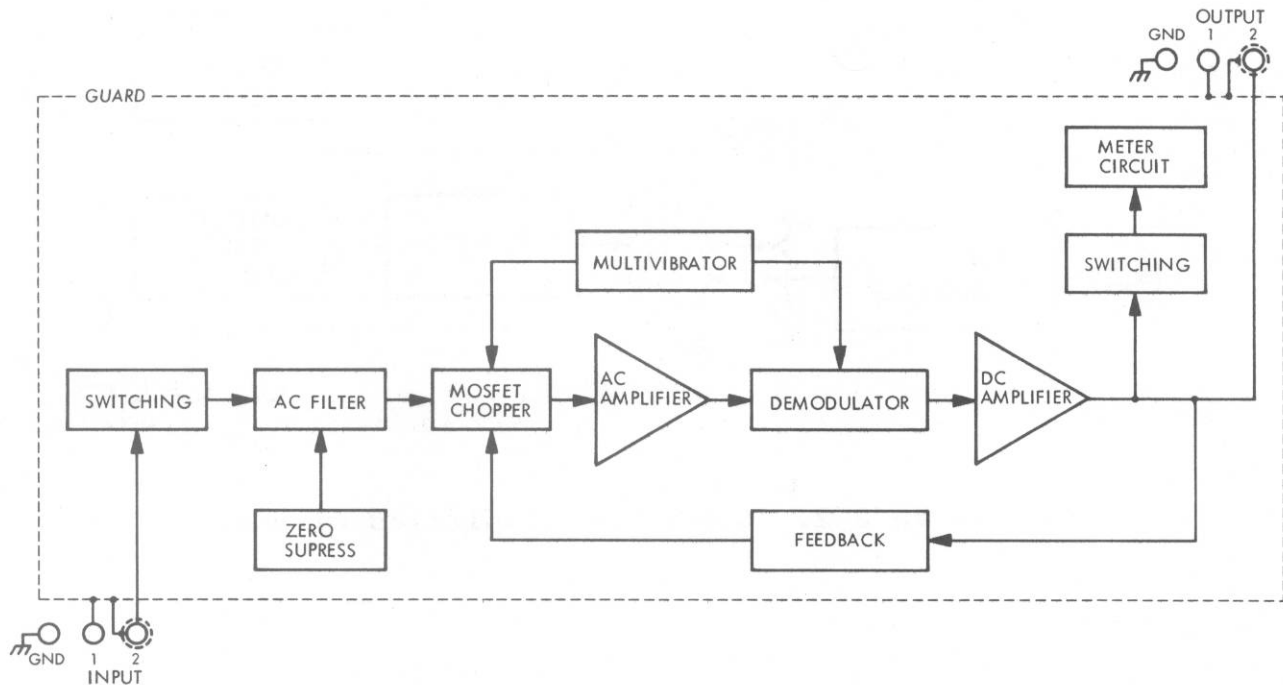 OUTPUT
GND 1 2
GUARD
METER
CIRCUIT
MULTIVIBRATOR
SWITCHING
SWITCHING
AC FILTER
MOSFET
CHOPPER
AC
AMPLIFIER
DEMODULATOR
DC
AMPLIFIER
ZERO
SUPRESS
FEEDBACK
GND 1 2
INPUT